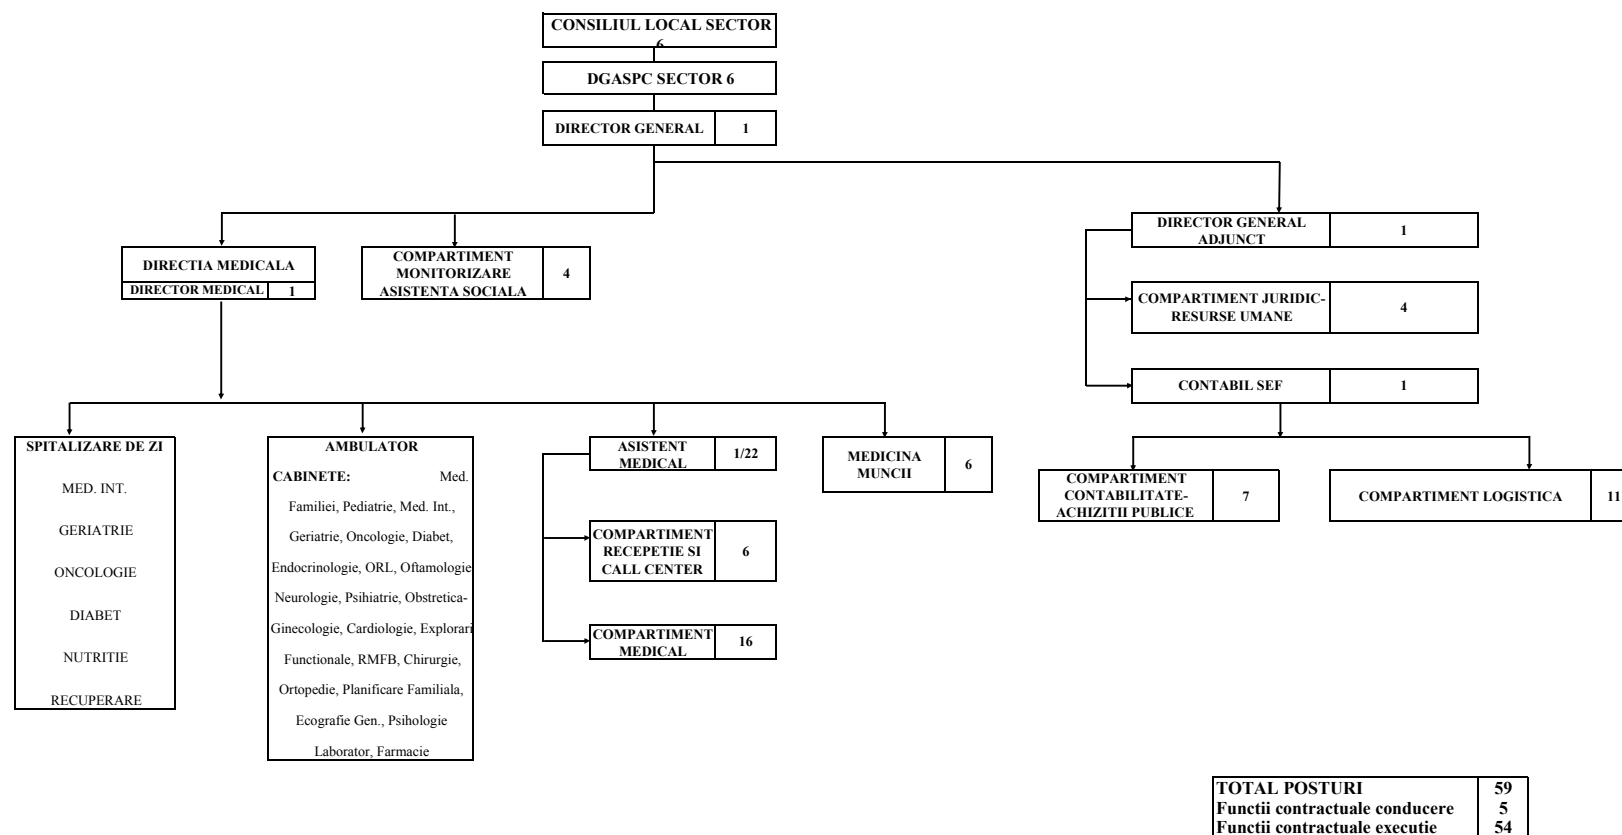 CONSILIUL LOCAL SECTOR
6
DGASPC SECTOR 6
DIRECTOR GENERAL 1
DIRECTOR GENERAL
ADJUNCT
1
DIRECTIA MEDICALA
DIRECTOR MEDICAL 1
COMPARTIMENT
MONITORIZARE
ASISTENTA SOCIALA
4
COMPARTIMENT JURIDIC-
RESURSE UMANE
4
CONTABIL SEF 1
SPITALIZARE DE ZI
MED. INT.
GERIATRIE
ONCOLOGIE
DIABET
NUTRITIE
RECUPERARE
AMBULATOR
CABINETE: Med.
Familiei, Pediatrie, Med. Int.,
Geriatrie, Oncologie, Diabet,
Endocrinologie, ORL, Oftamologie
Neurologie, Psihiatrie, Obstretica-
Ginecologie, Cardiologie, Explorari
Functionale, RMFB, Chirurgie,
Ortopedie, Planificare Familiala,
Ecografie Gen., Psihologie
Laborator, Farmacie
ASISTENT
MEDICAL
1/22
COMPARTIMENT
RECEPETIE SI
CALL CENTER
6
COMPARTIMENT
MEDICAL
16
MEDICINA
MUNCII
6
COMPARTIMENT
CONTABILITATE-
ACHIZITII PUBLICE
7
COMPARTIMENT LOGISTICA 11
TOTAL POSTURI 59
Functii contractuale conducere 5
Functii contractuale executie 54